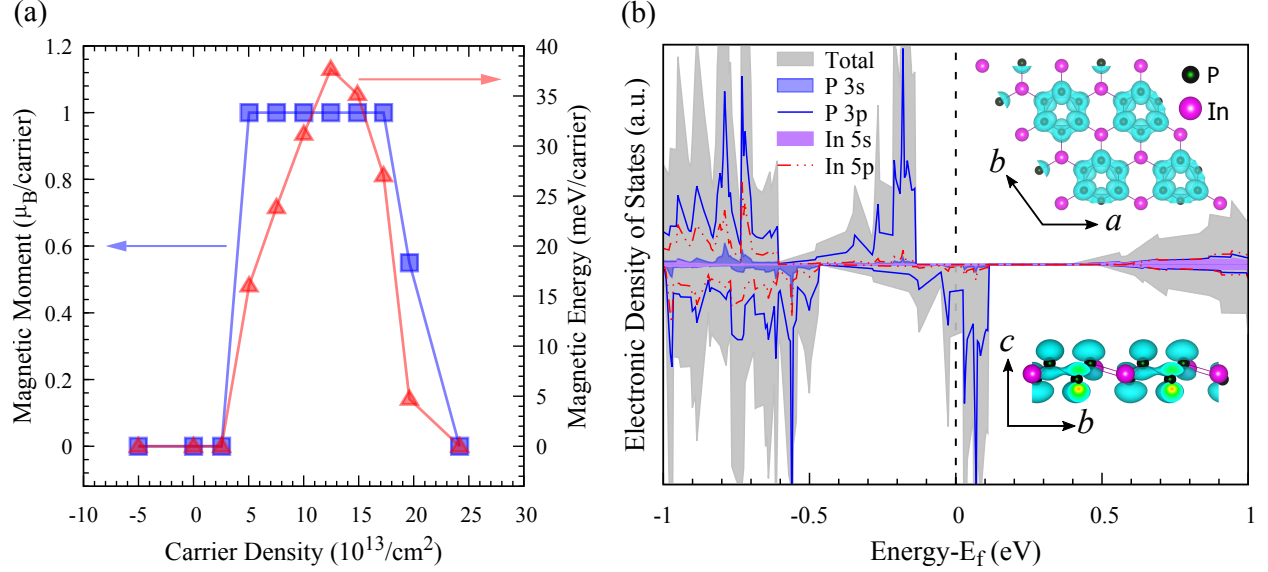 (a)
Magnetic Moment (μB/carrier)
1.2
1
0.8
0.6
0.4
0.2
0
40
35
30
25
20
15
10
5
0
Magnetic Energy (meV/carrier)
-10 -5 0 5 10 15 20 25 30
Carrier Density (10^13/cm^2)
(b)
Electronic Density of States (a.u.)
Total
P 3s
P 3p
In 5s
In 5p
P
In
b
a
c
b
-1 -0.5 0 0.5 1
Energy-E_f (eV)